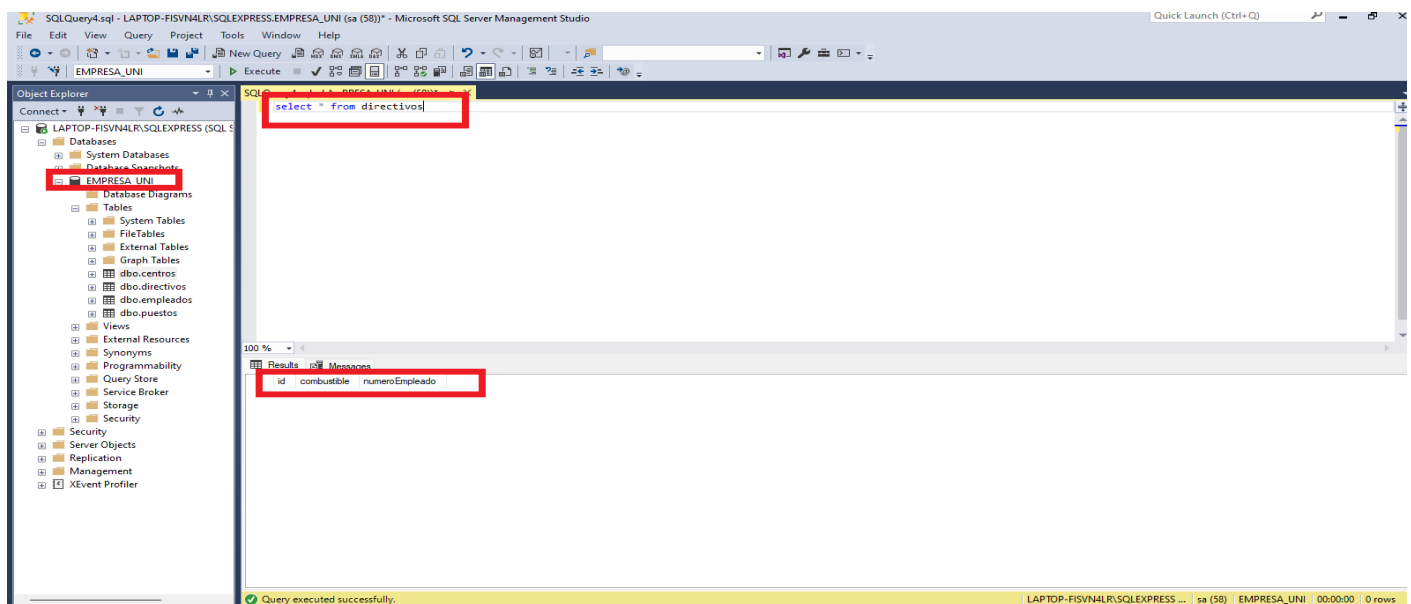 SQLQuery4.sql - LAPTOP-FISVN4LR\SQLEXPRESS.EMPRESA_UNI (sa (58))* - Microsoft SQL Server Management Studio
Quick Launch (Ctrl+Q)
File Edit View Query Project Tools Window Help
New Query
EMPRESA_UNI
Execute
Object Explorer
Connect
LAPTOP-FISVN4LR\SQLEXPRESS (SQL S
Databases
System Databases
Database Snapshots
EMPRESA_UNI
Database Diagrams
Tables
System Tables
FileTables
External Tables
Graph Tables
dbo.centros
dbo.directivos
dbo.empleados
dbo.puestos
Views
External Resources
Synonyms
Programmability
Query Store
Service Broker
Storage
Security
Security
Server Objects
Replication
Management
XEvent Profiler
select * from directivos
100 %
Results Messages
id combustible numeroEmpleado
Query executed successfully.
LAPTOP-FISVN4LR\SQLEXPRESS ... sa (58) EMPRESA_UNI 00:00:00 0 rows